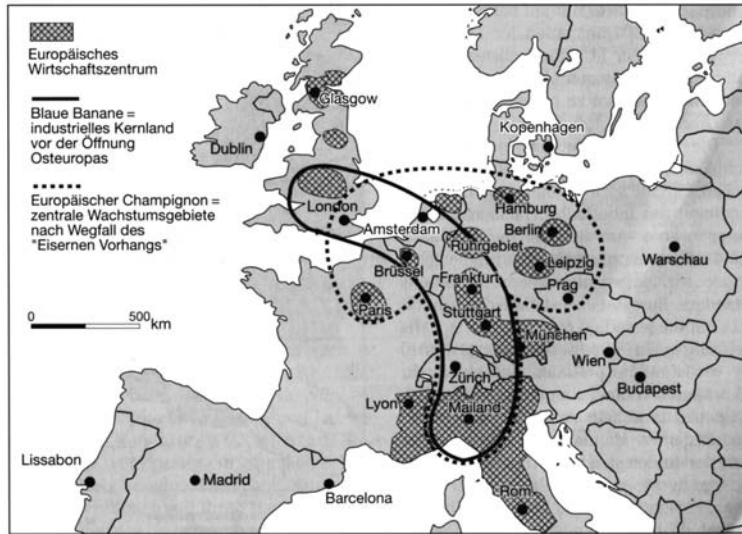 Europäisches
Wirtschaftszentrum
Blaue Banane =
industrielles Kernland
vor der Öffnung
Osteuropas
Europäischer Champignon =
zentrale Wachstumsgebiete
nach Wegfall des
"Eisernen Vorhangs"
0 500
km
Glasgow
Dublin
Kopenhagen
London
Amsterdam
Hamburg
Berlin
Ruhrgebiet
Leipzig
Warschau
Brüssel
Frankfurt
Prag
Paris
Stuttgart
München
Wien
Zürich
Budapest
Lyon
Mailand
Lissabon
Madrid
Barcelona
Rom